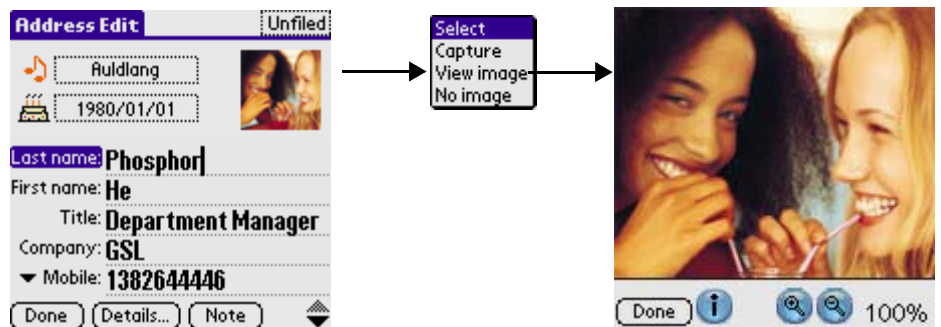 Address Edit Unfiled
Auldlang
1980/01/01
Last name: Phosphor
First name: He
Title: Department Manager
Company: GSL
Mobile: 1382644446
Done Details... Note
Select
Capture
View image
No image
Done i 100%